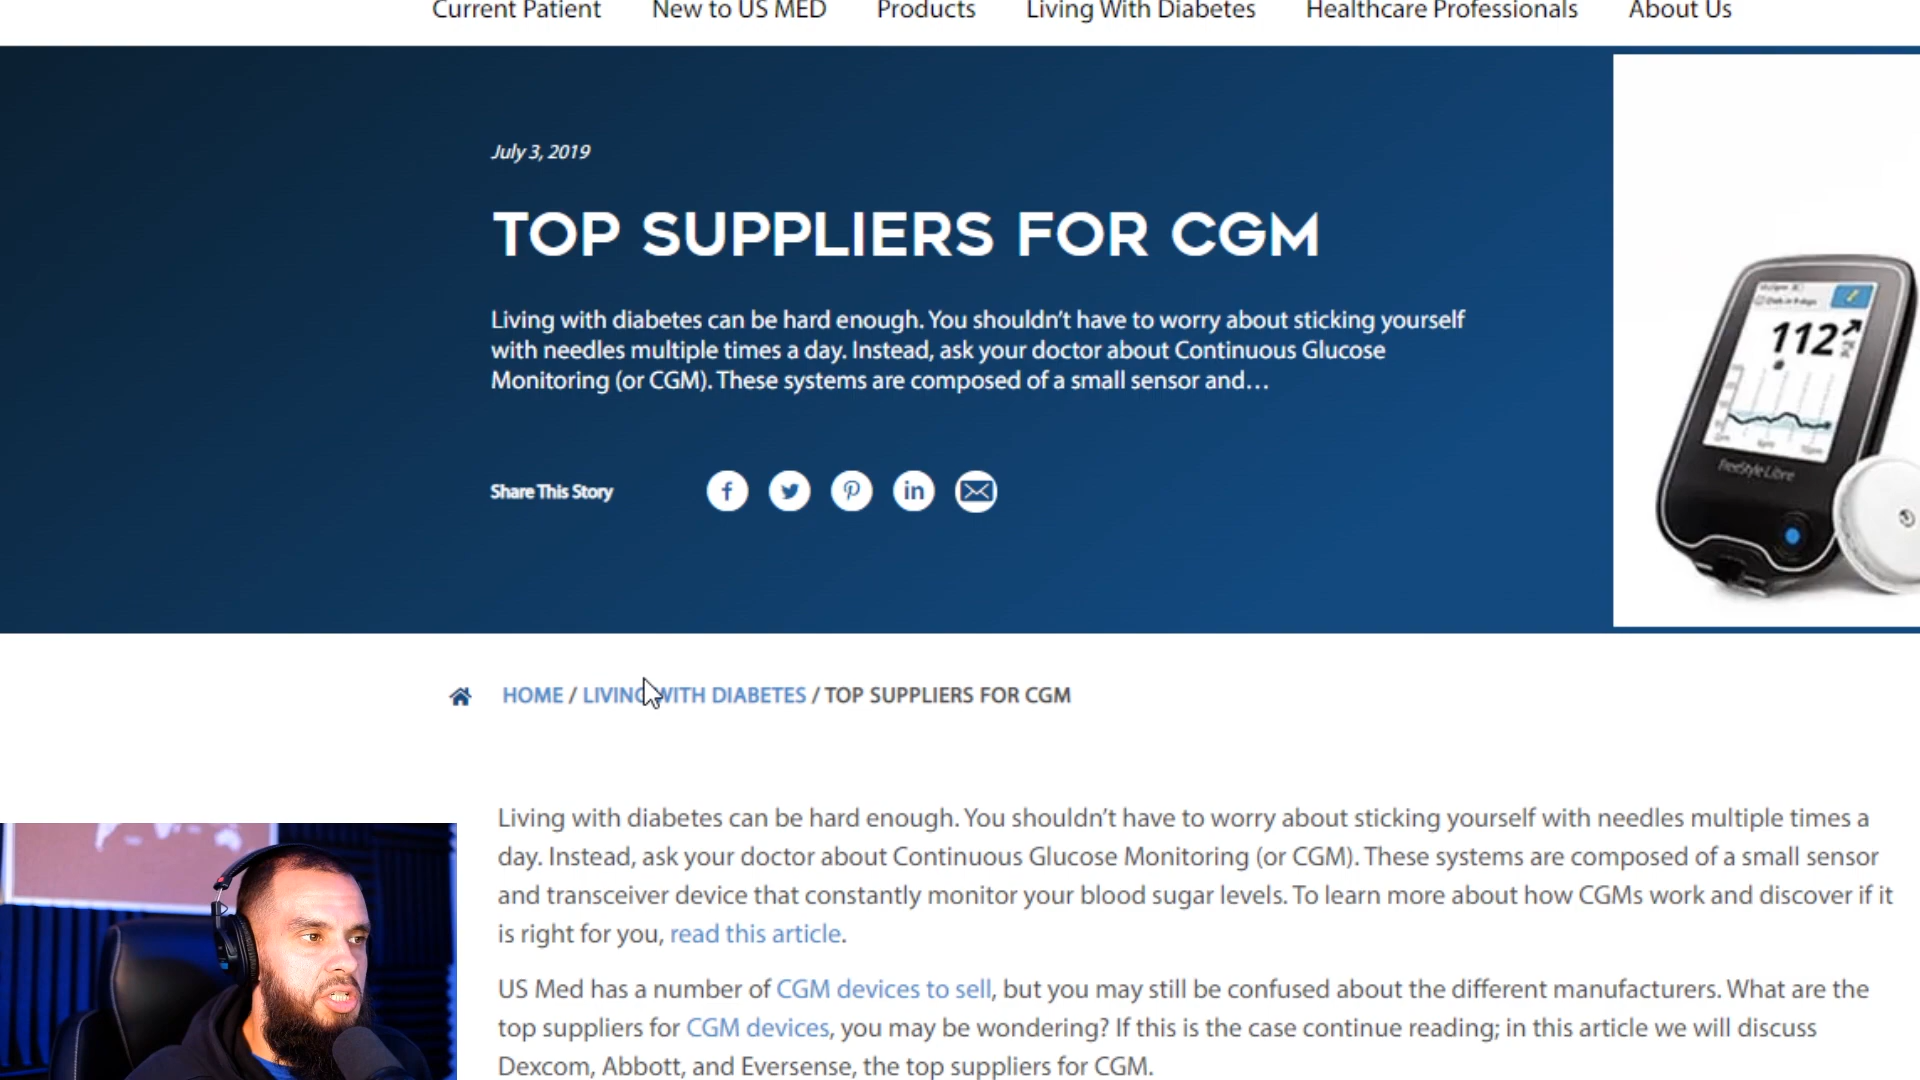 Current Patient
New to US MED
Products
Living With Diabetes
Healthcare Professionals
About Us
July 3, 2019
TOP SUPPLIERS FOR CGM
Living with diabetes can be hard enough. You shouldn’t have to worry about sticking yourself
with needles multiple times a day. Instead, ask your doctor about Continuous Glucose
Monitoring (or CGM). These systems are composed of a small sensor and…
112
FreeStyle Libre
Share This Story
HOME / LIVING WITH DIABETES / TOP SUPPLIERS FOR CGM
Living with diabetes can be hard enough. You shouldn’t have to worry about sticking yourself with needles multiple times a
day. Instead, ask your doctor about Continuous Glucose Monitoring (or CGM). These systems are composed of a small sensor
and transceiver device that constantly monitor your blood sugar levels. To learn more about how CGMs work and discover if it
is right for you, read this article.
US Med has a number of CGM devices to sell, but you may still be confused about the different manufacturers. What are the
top suppliers for CGM devices, you may be wondering? If this is the case continue reading; in this article we will discuss
Dexcom, Abbott, and Eversense, the top suppliers for CGM.